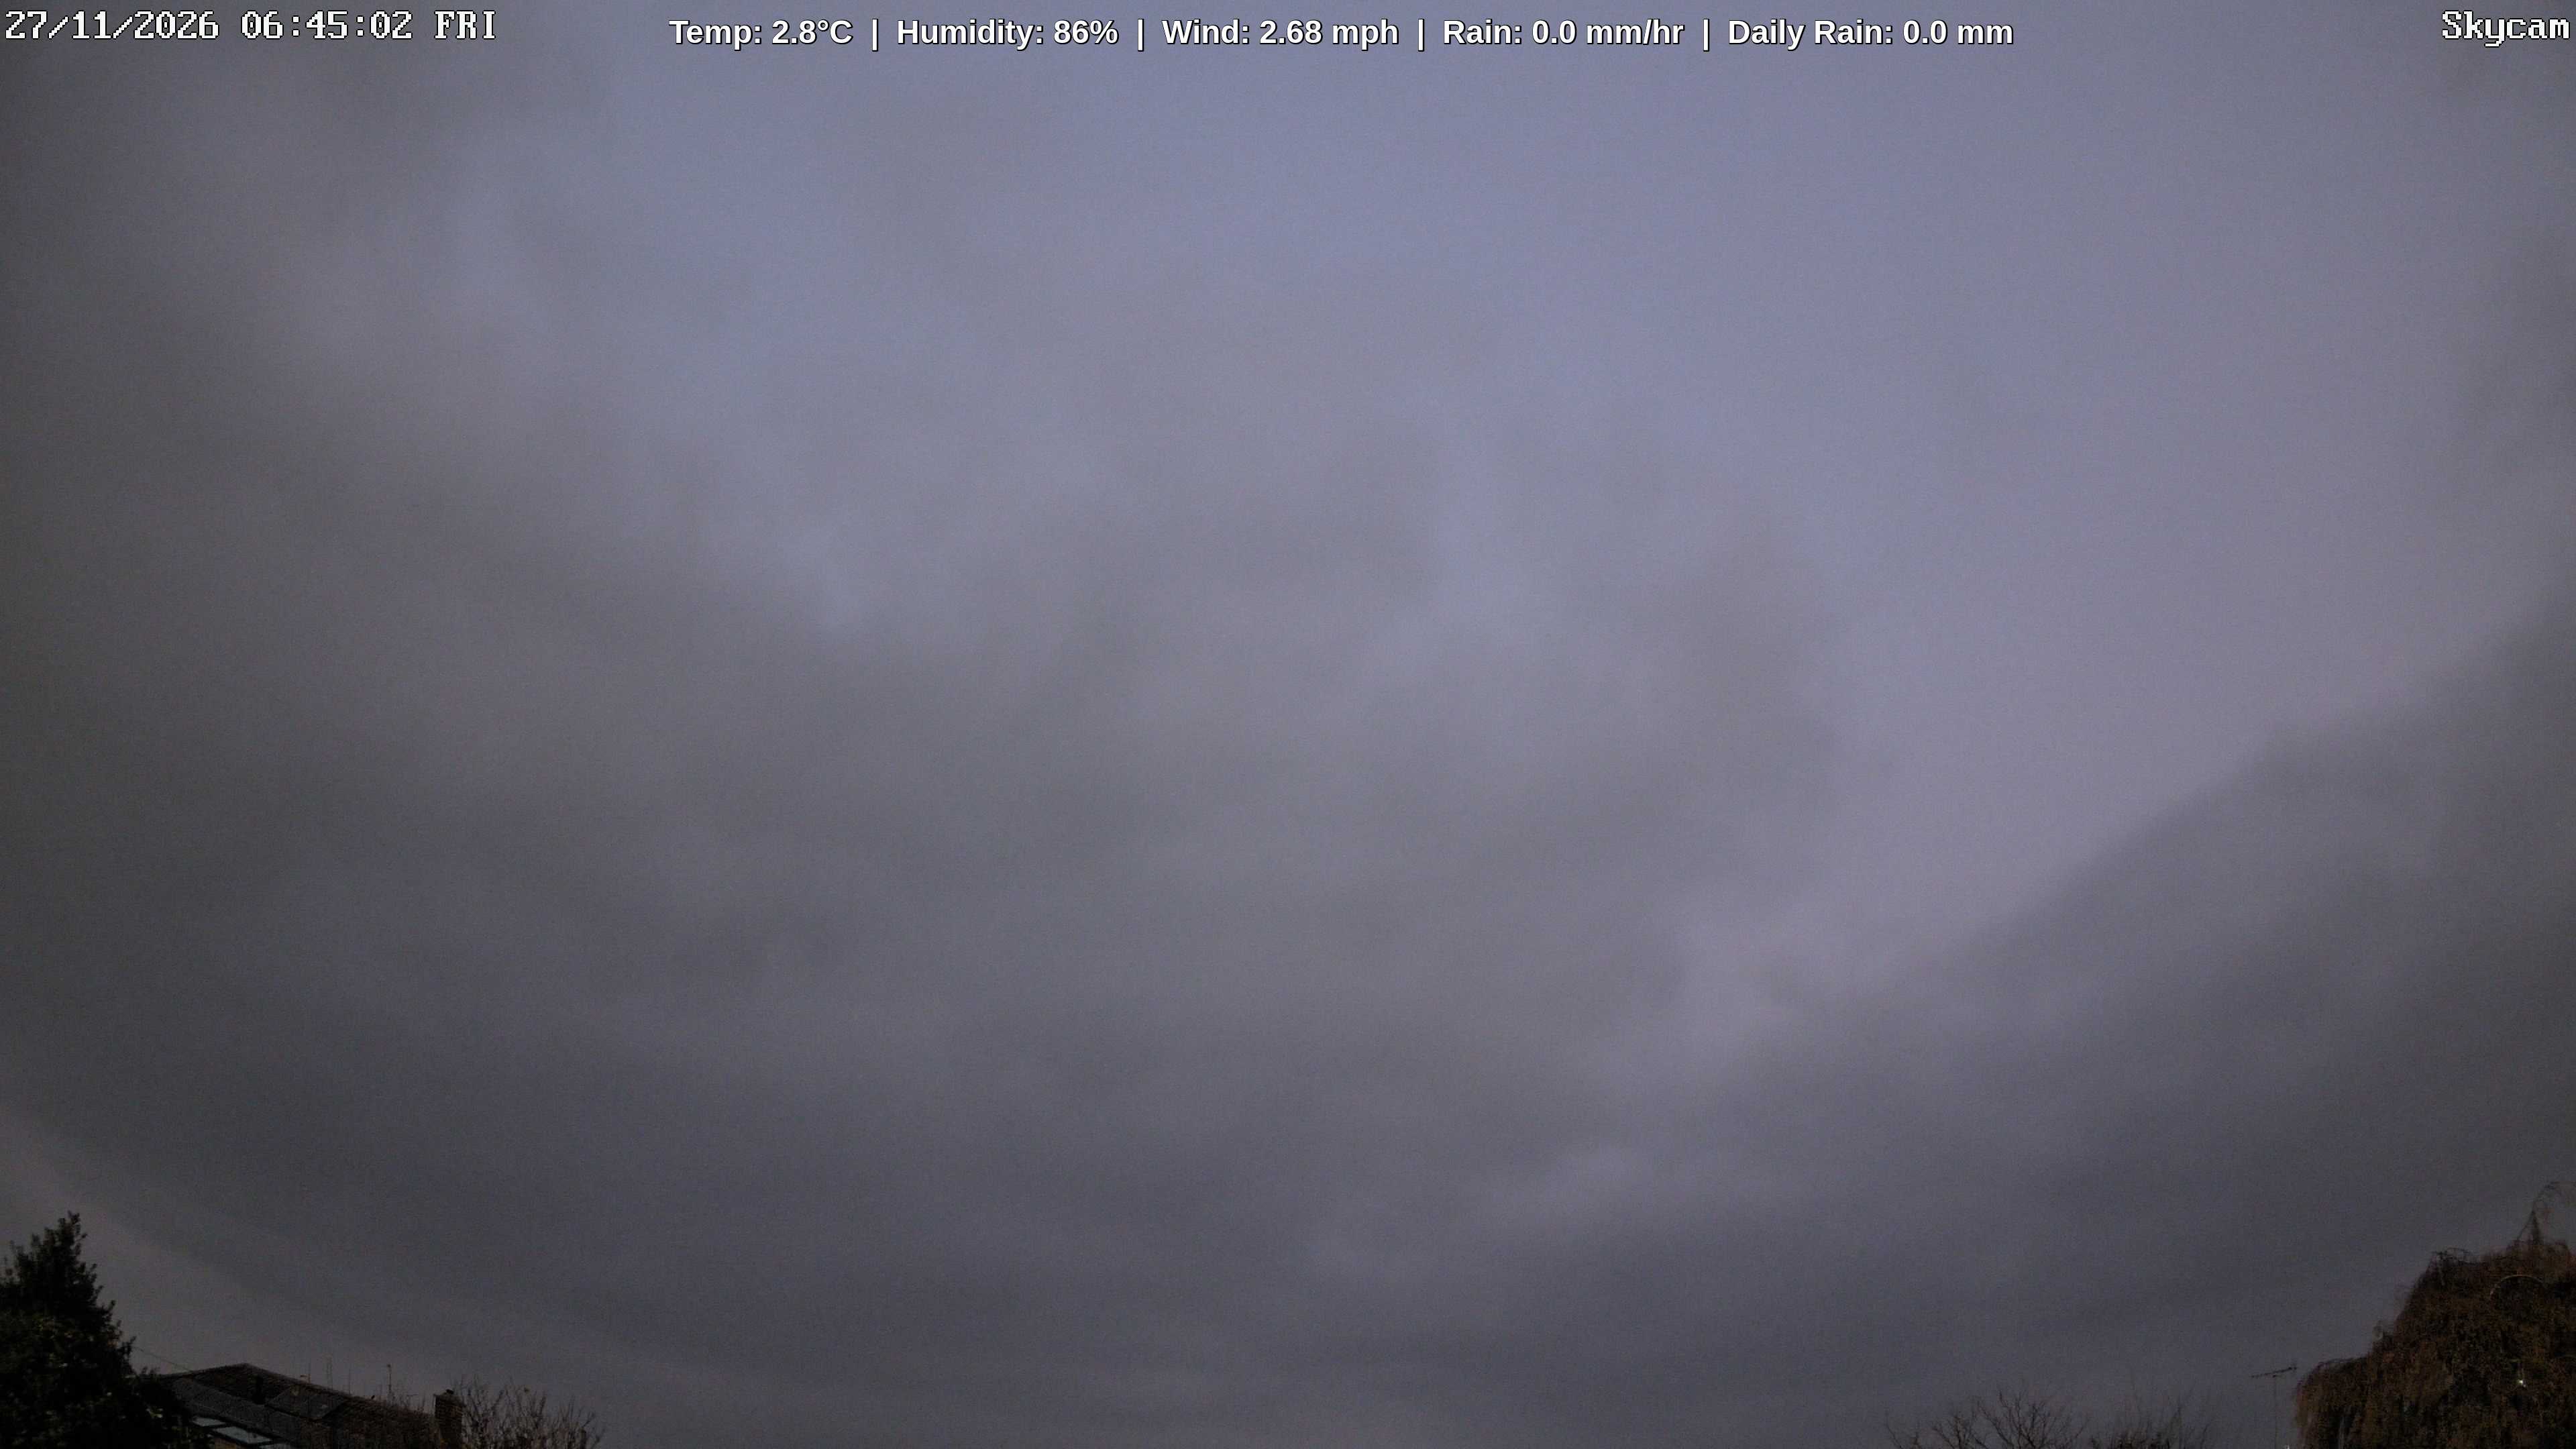 27/11/2026 06:45:02 FRI
Temp: 2.8°C | Humidity: 86% | Wind: 2.68 mph | Rain: 0.0 mm/hr | Daily Rain: 0.0 mm
Skycam